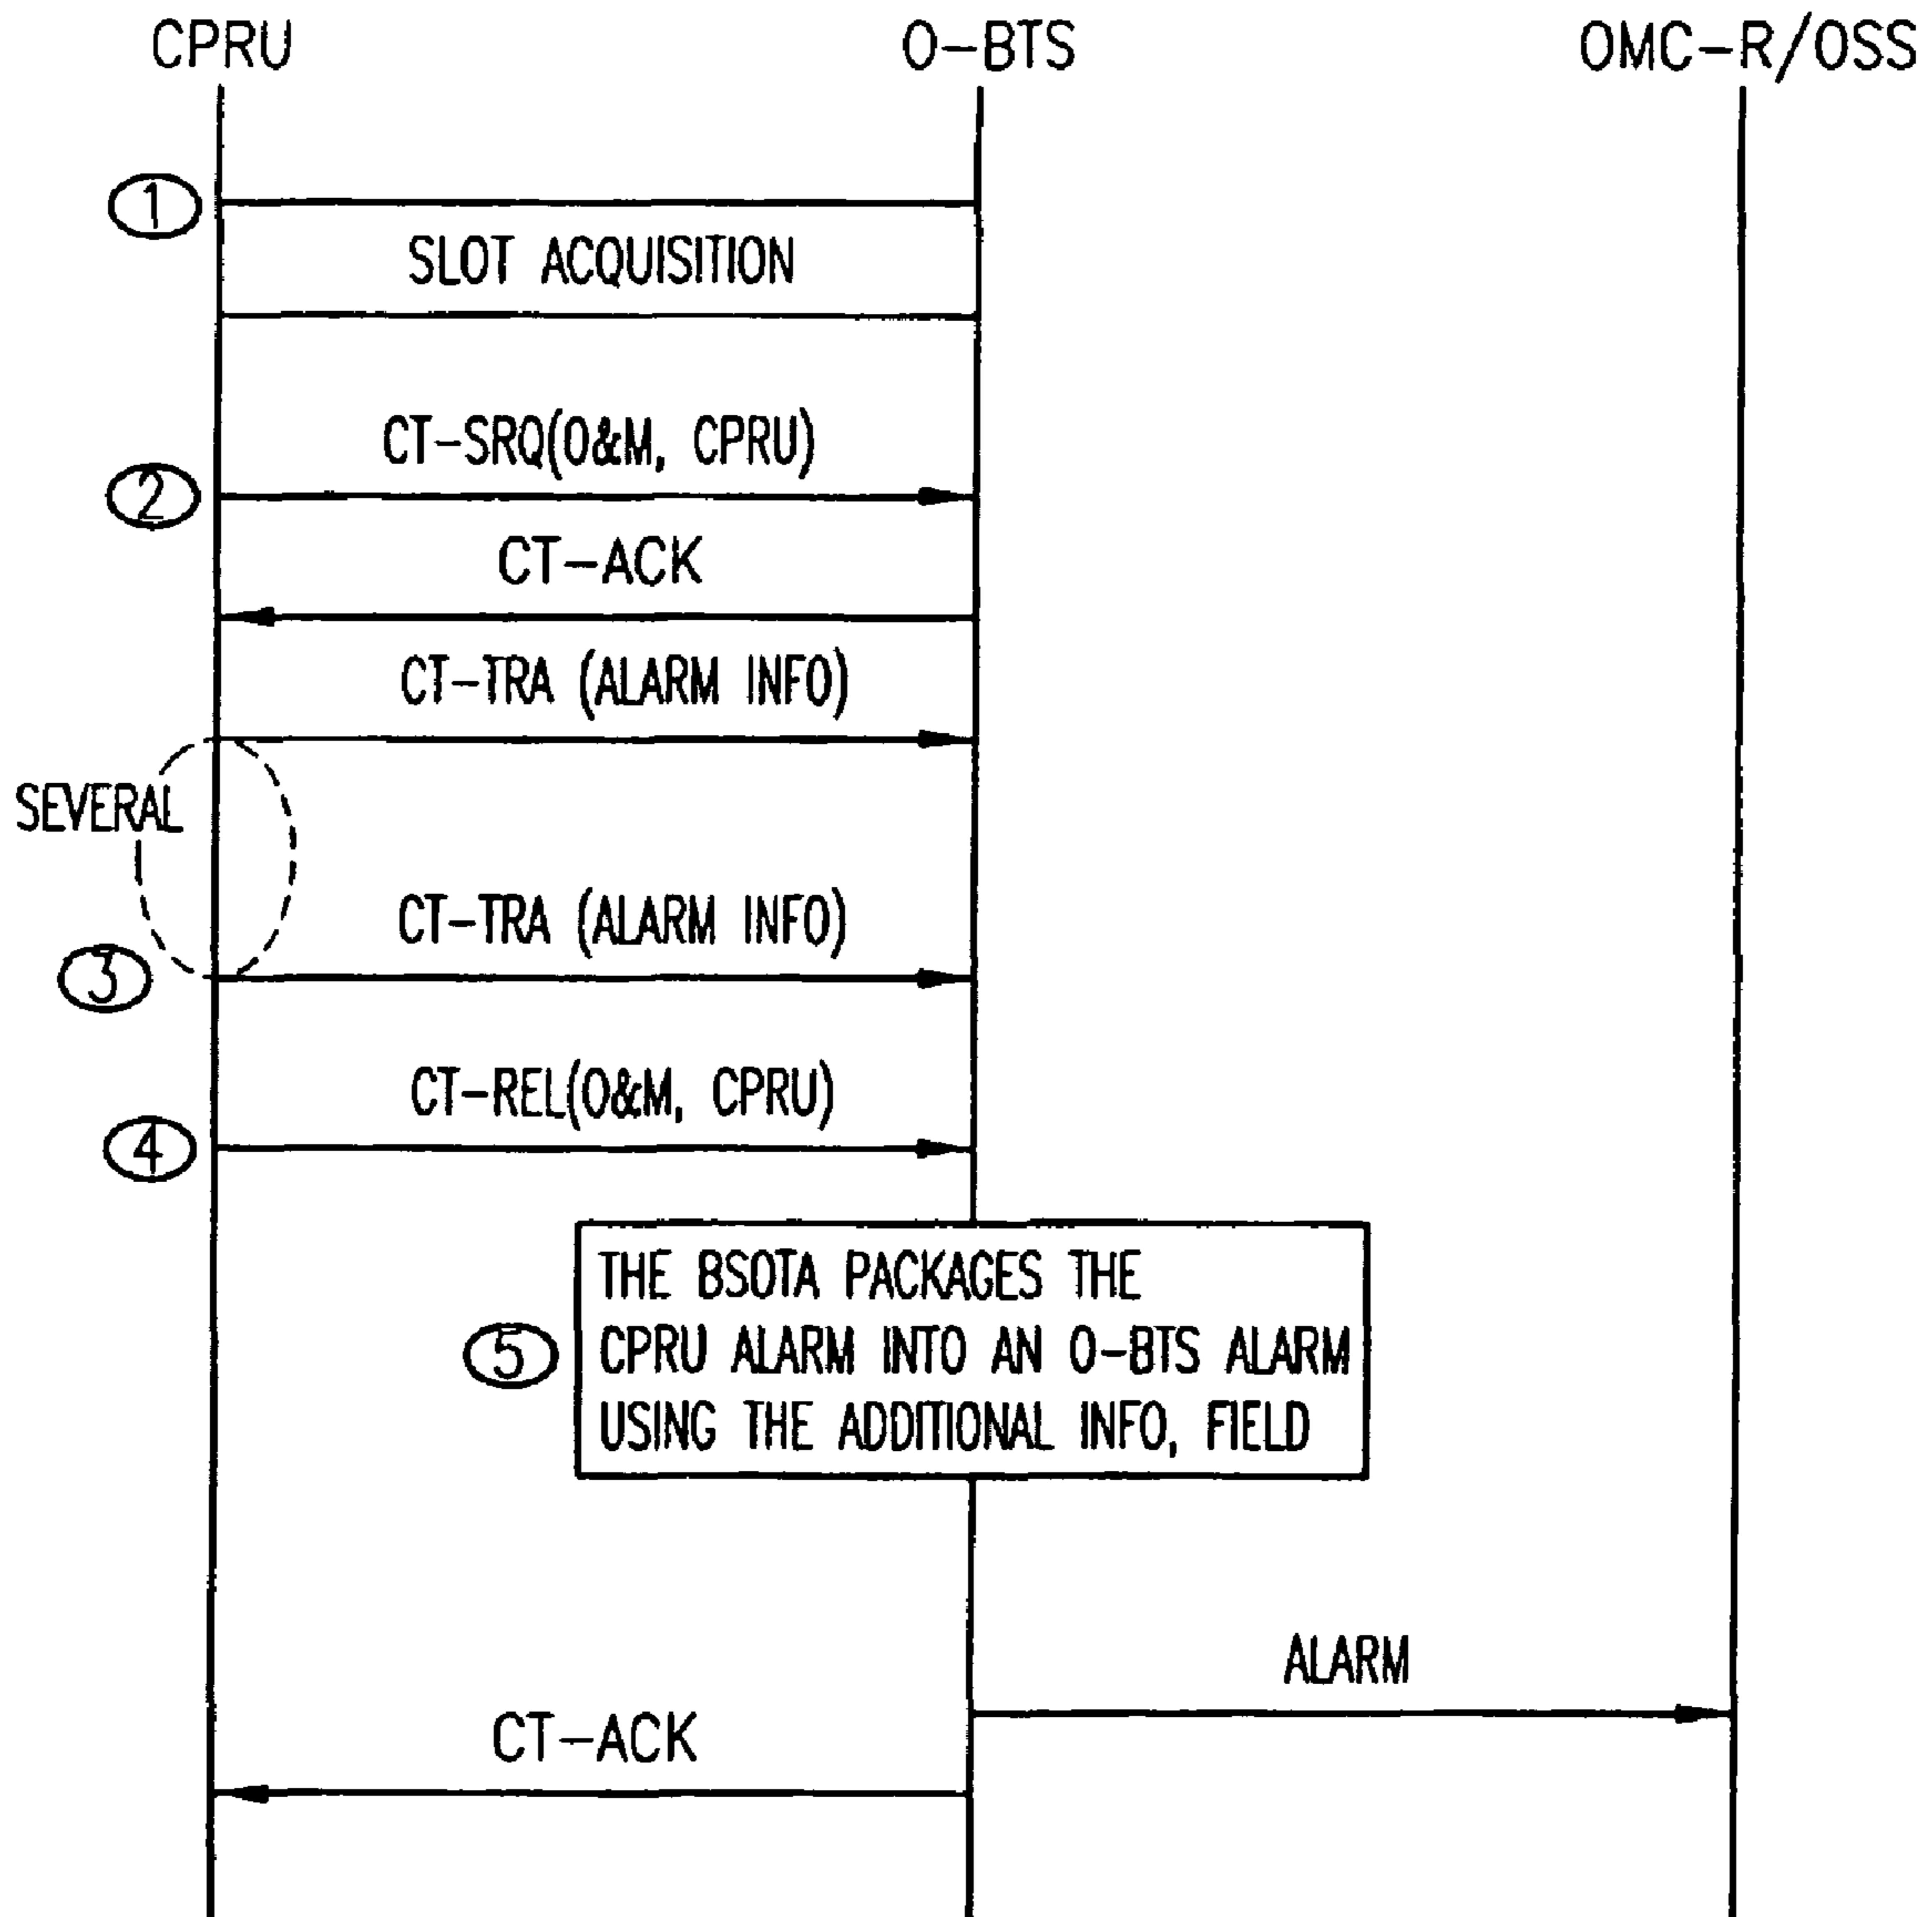 CPRU
O-BTS
OMC-R/OSS
1
SLOT ACQUISITION
CT-SRQ(O&M, CPRU)
2
CT-ACK
CT-TRA (ALARM INFO)
SEVERAL
CT-TRA (ALARM INFO)
3
CT-REL(O&M, CPRU)
4
THE BSOTA PACKAGES THE
5
CPRU ALARM INTO AN O-BTS ALARM
USING THE ADDITIONAL INFO, FIELD
ALARM
CT-ACK